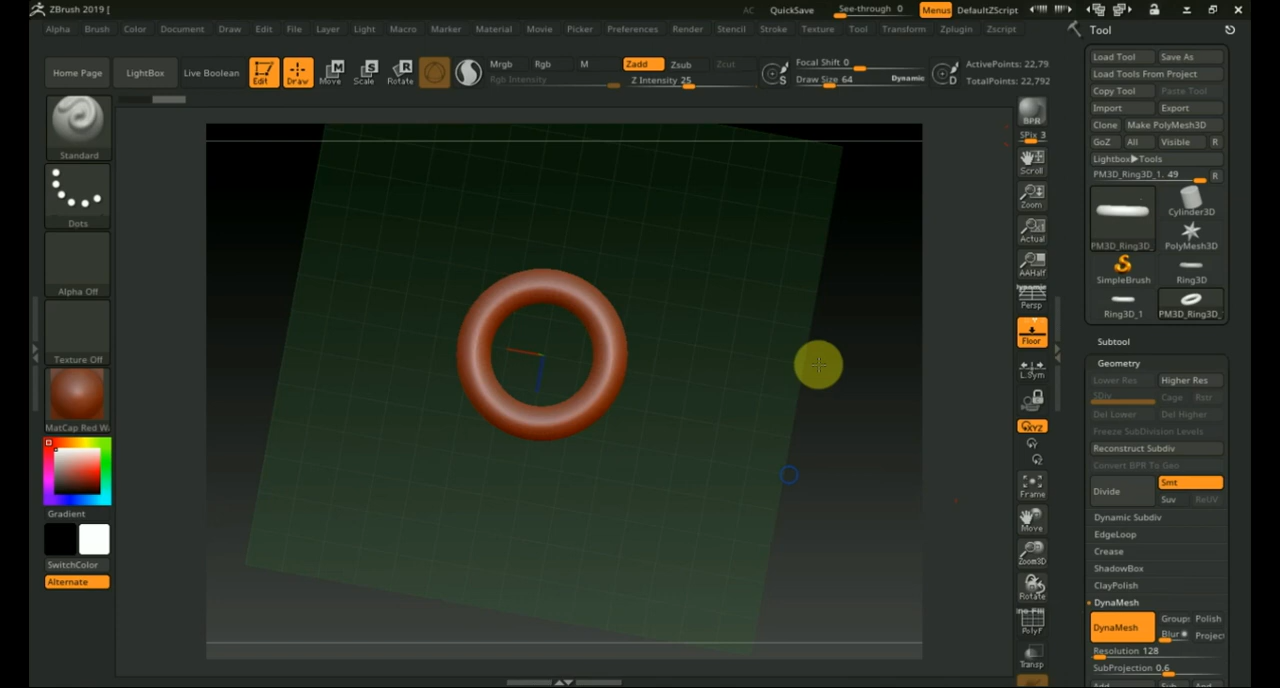 ZBrush 2019 [
AC QuickSave See-through 0 Menus DefaultZScript
Alpha Brush Color Document Draw Edit File Layer Light Macro Marker Material Movie Picker Preferences Render Stencil Stroke Texture Tool Transform Zplugin Zscript
Home Page LightBox Live Boolean Edit Draw Move Scale Rotate
Mrgb Rgb M Zadd Zsub Zcut
Rgb Intensity Z Intensity 25
Focal Shift 0
Draw Size 64 Dynamic
ActivePoints: 22,79
TotalPoints: 22,792
Standard
Dots
Alpha Off
Texture Off
MatCap Red W
Gradient
SwitchColor
Alternate
BPR
SPix 3
Scroll
Zoom
Actual
AAHalf
Dynamic
Persp
Floor
L.Sym
XYZ
Frame
Move
Zoom3D
Rotate
PolyF
Transp
Tool
Load Tool Save As
Load Tools From Project
Copy Tool Paste Tool
Import Export
Clone Make PolyMesh3D
GoZ All Visible R
Lightbox▶Tools
PM3D_Ring3D_1. 49 R
PM3D_Ring3D_ Cylinder3D
PolyMesh3D
SimpleBrush Ring3D
Ring3D_1 PM3D_Ring3D_
Subtool
Geometry
Lower Res Higher Res
SDiv Cage Rstr
Del Lower Del Higher
Freeze SubDivision Levels
Reconstruct Subdiv
Convert BPR To Geo
Divide Smt
Suv ReUV
Dynamic Subdiv
EdgeLoop
Crease
ShadowBox
ClayPolish
DynaMesh
DynaMesh Groups Polish
Blur Project
Resolution 128
SubProjection 0.6
Add Sub And